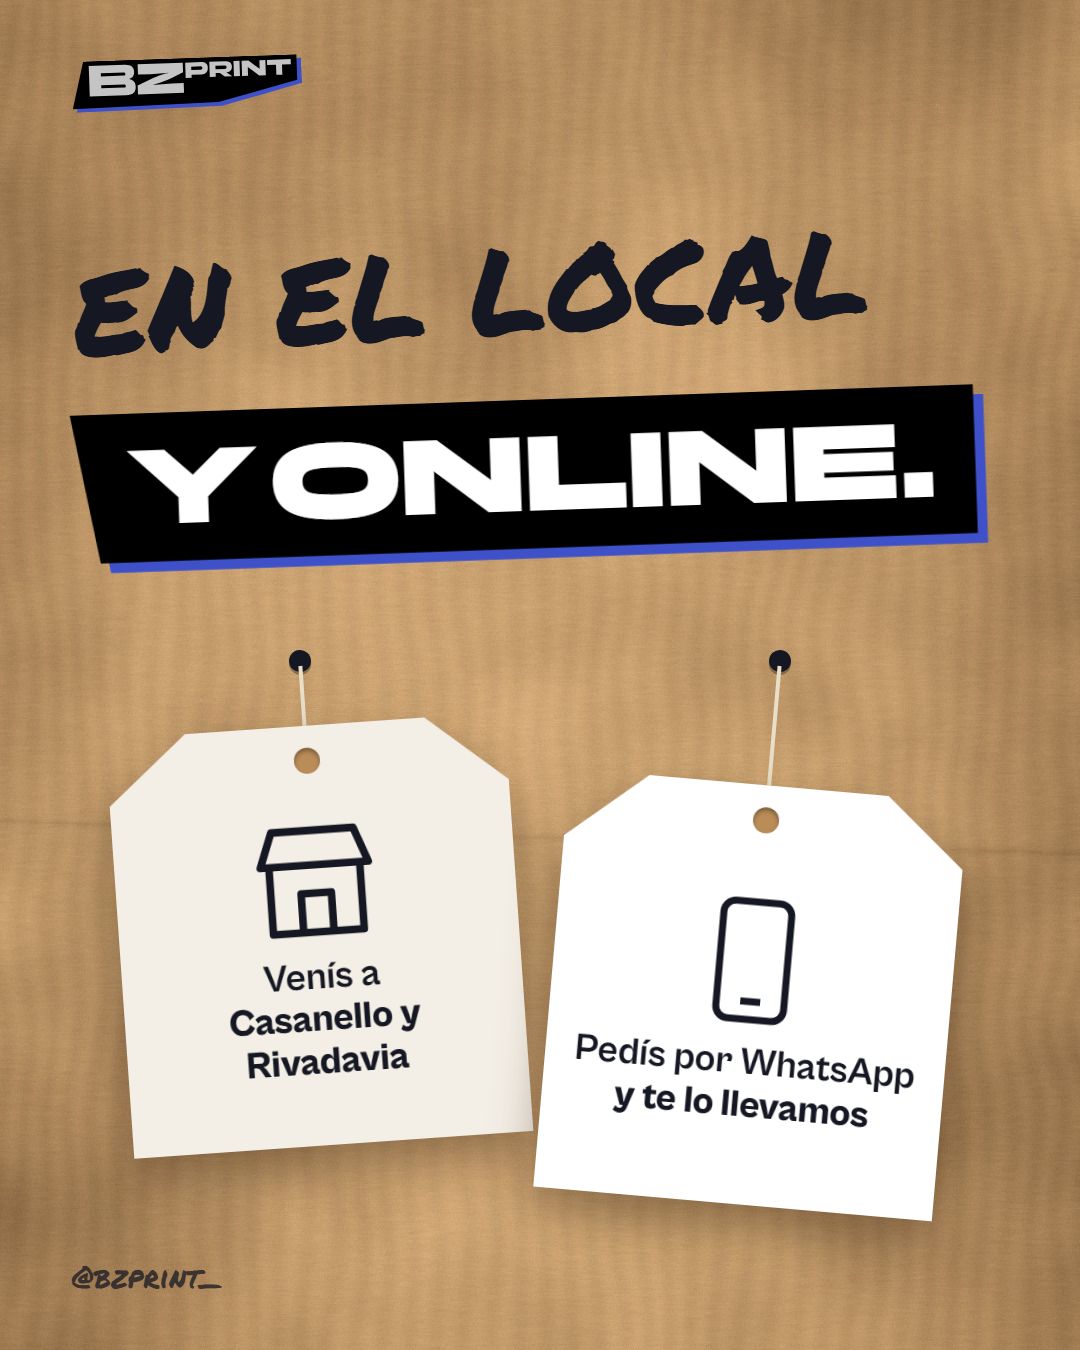 BZPRINT
EN EL LOCAL
Y ONLINE.
Venís a
Casanello y
Rivadavia
Pedís por WhatsApp
y te lo llevamos
@BZPRINT_